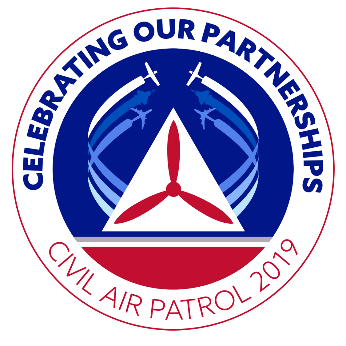 CELEBRATING OUR PARTNERSHIPS
CIVIL AIR PATROL 2019